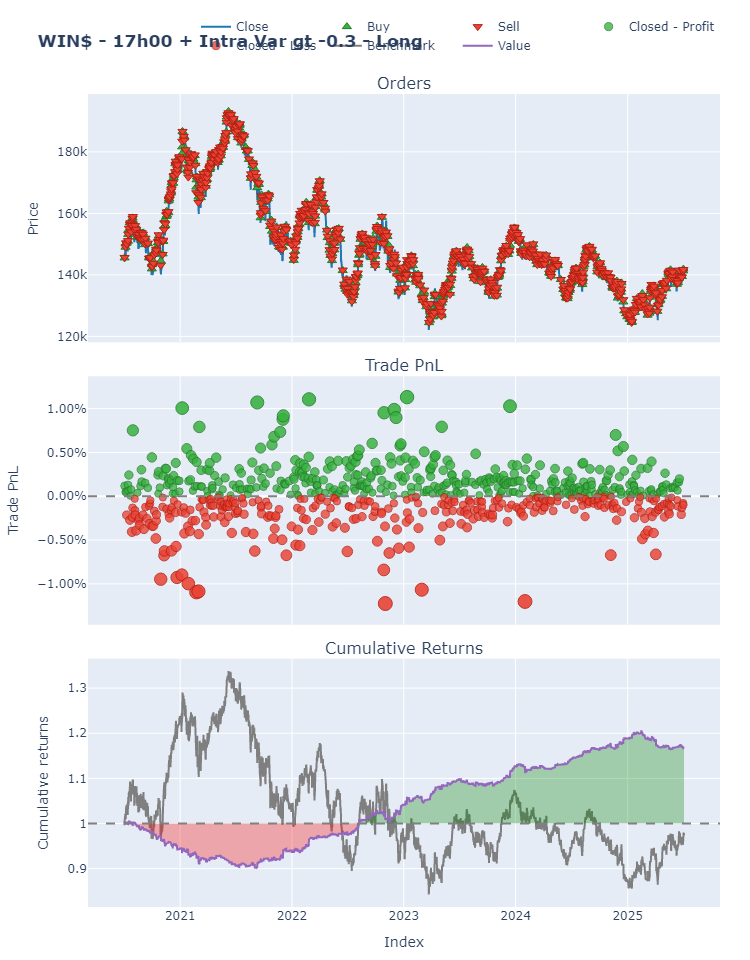 Close Buy Sell Closed - Profit
WIN$ - 17h00 + Intra Var gt -0.3 - Long
Closed - Loss Benchmark Value
Orders
180k
160k
140k
120k
Price
Trade PnL
1.00%
0.50%
0.00%
−0.50%
−1.00%
Trade PnL
Cumulative Returns
1.3
1.2
1.1
1
0.9
Cumulative returns
2021 2022 2023 2024 2025
Index